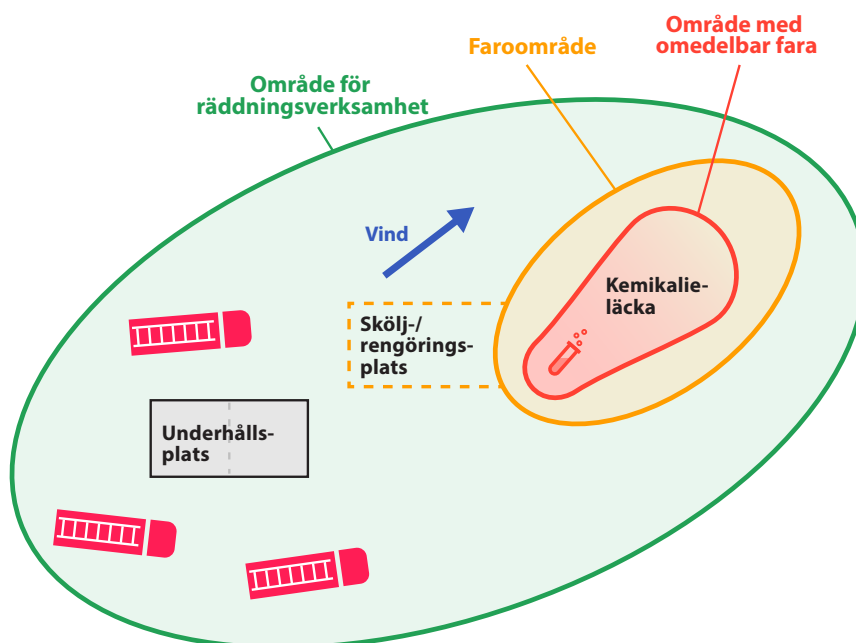 Område med
omedelbar fara
Faroområde
Område för
räddningsverksamhet
Vind
Kemikalie-
läcka
Skölj-/
rengörings-
plats
Underhålls-
plats